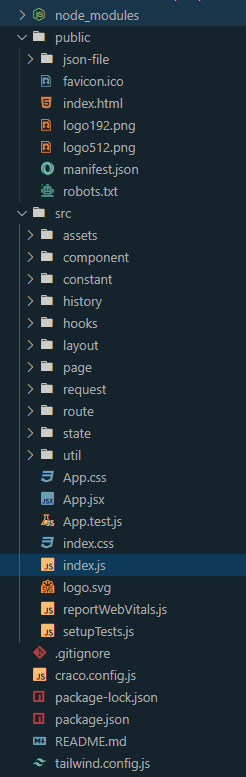 node_modules
public
json-file
favicon.ico
index.html
logo192.png
logo512.png
manifest.json
robots.txt
src
assets
component
constant
history
hooks
layout
page
request
route
state
util
App.css
App.jsx
App.test.js
index.css
index.js
logo.svg
reportWebVitals.js
setupTests.js
.gitignore
craco.config.js
package-lock.json
package.json
README.md
tailwind.config.js